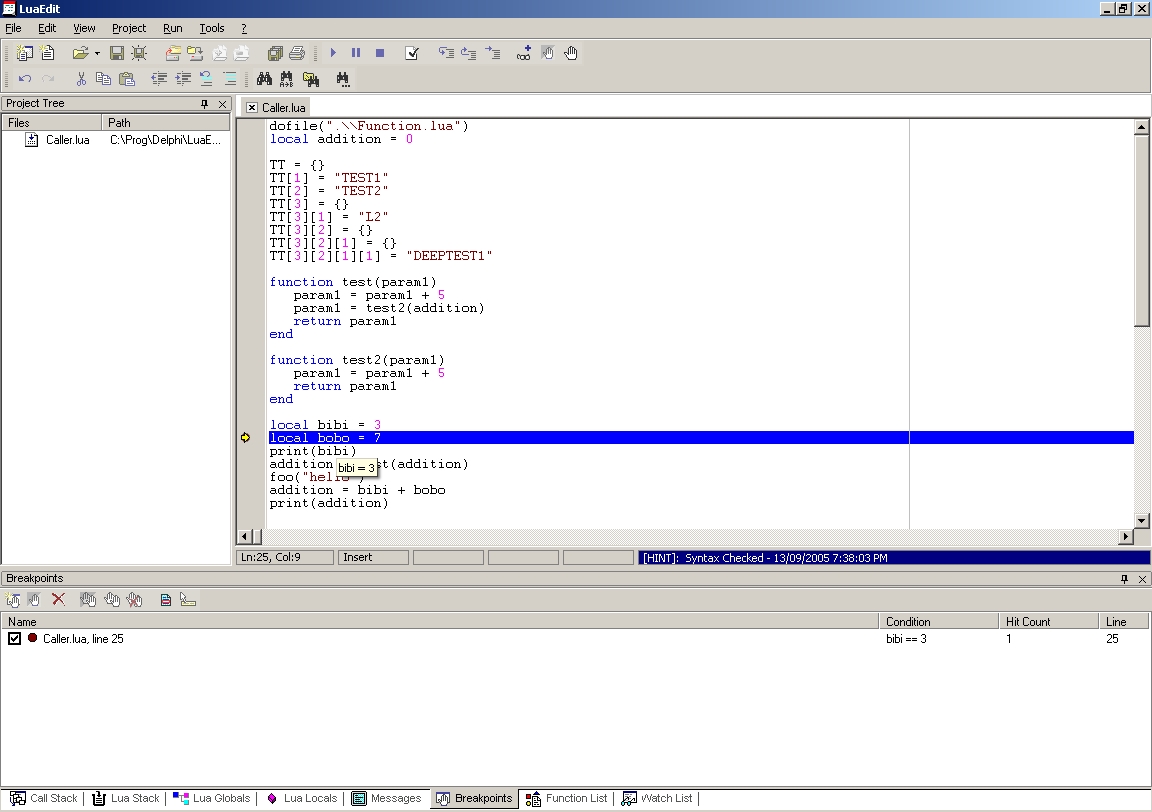 LuaEdit
File Edit View Project Run Tools ?
Project Tree
Files Path
Caller.lua C:\Prog\Delphi\LuaE...
Caller.lua
dofile(".\\Function.lua")
local addition = 0
TT = {}
TT[1] = "TEST1"
TT[2] = "TEST2"
TT[3] = {}
TT[3][1] = "L2"
TT[3][2] = {}
TT[3][2][1] = {}
TT[3][2][1][1] = "DEEPTEST1"
function test(param1)
param1 = param1 + 5
param1 = test2(addition)
return param1
end
function test2(param1)
param1 = param1 + 5
return param1
end
local bibi = 3
local bobo = 7
print(bibi)
addition st(addition)
bibi = 3
foo("hello")
addition = bibi + bobo
print(addition)
Ln:25, Col:9 Insert [HINT]: Syntax Checked - 13/09/2005 7:38:03 PM
Breakpoints
Name Condition Hit Count Line
Caller.lua, line 25 bibi == 3 1 25
Call Stack Lua Stack Lua Globals Lua Locals Messages Breakpoints Function List Watch List